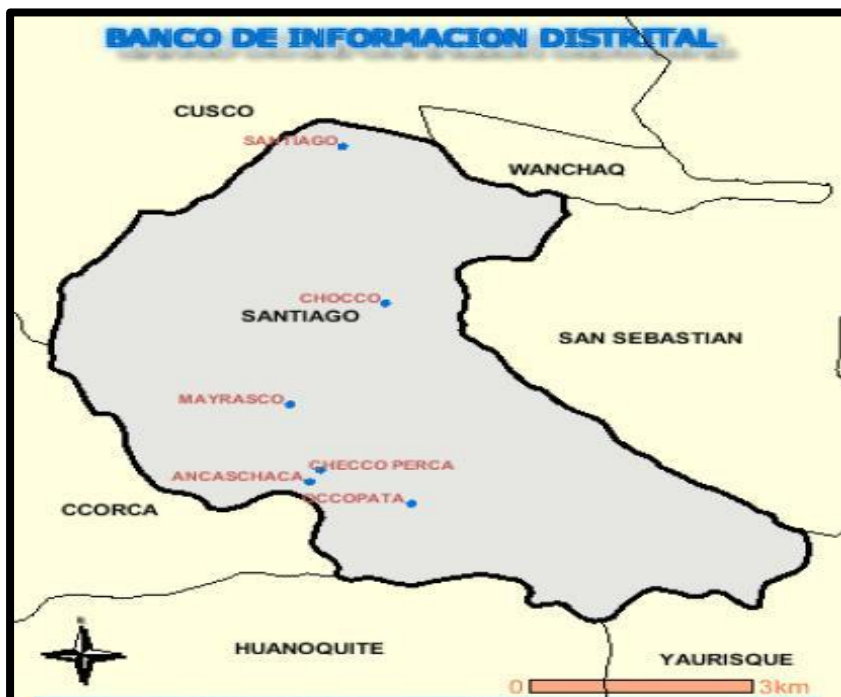 BANCO DE INFORMACION DISTRITAL
CUSCO
SANTIAGO
WANCHAQ
CHOCCO
SANTIAGO
SAN SEBASTIAN
MAYRASCO
CHECCO PERCA
ANCASCHACA
OCCOPATA
CCORCA
HUANOQUITE
YAURISQUE
0 3km